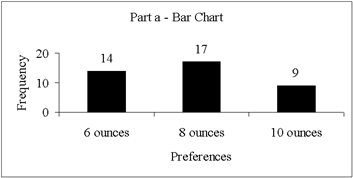 Part a - Bar Chart
Frequency
20
10
0
14
17
9
6 ounces
8 ounces
10 ounces
Preferences